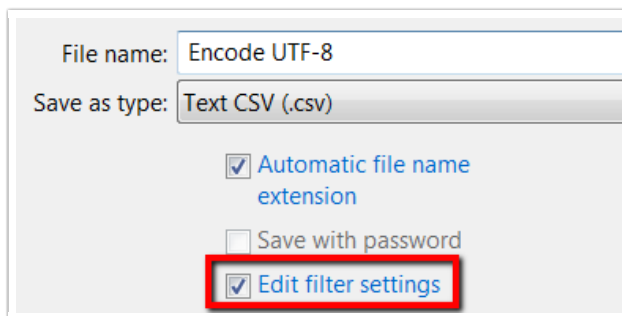 File name: Encode UTF-8
Save as type: Text CSV (.csv)
Automatic file name
extension
Save with password
Edit filter settings